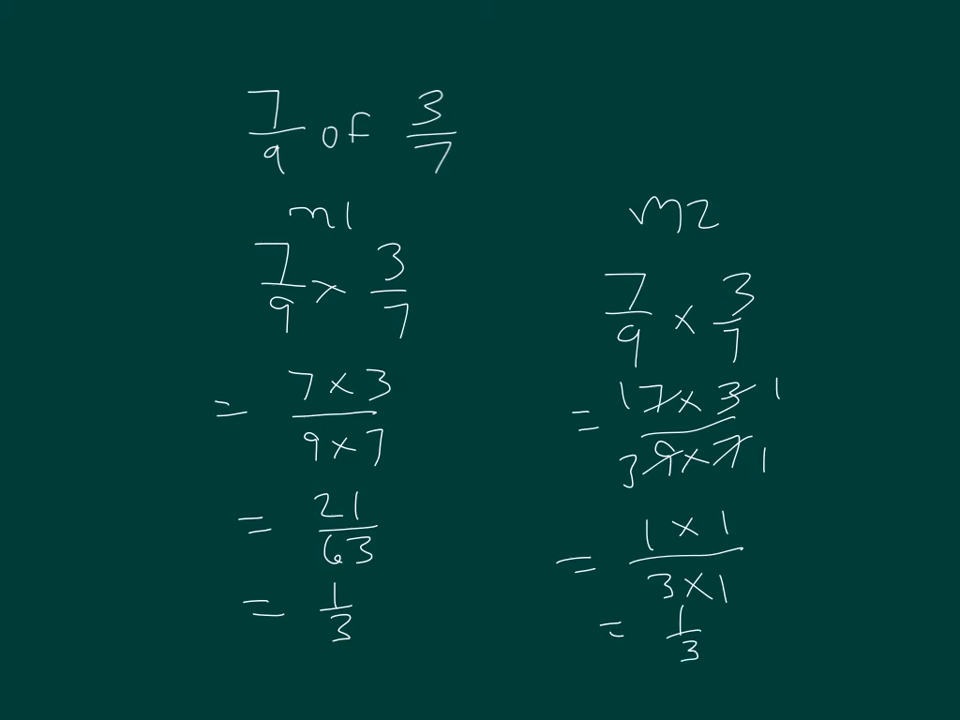 7/9 of 3/7
m1
7/9 × 3/7
= 7 × 3 / 9 × 7
= 21/63
= 1/3
m2
7/9 × 3/7
= 1 7 × 3 1 / 3 9 × 7 1
= 1 × 1 / 3 × 1
= 1/3